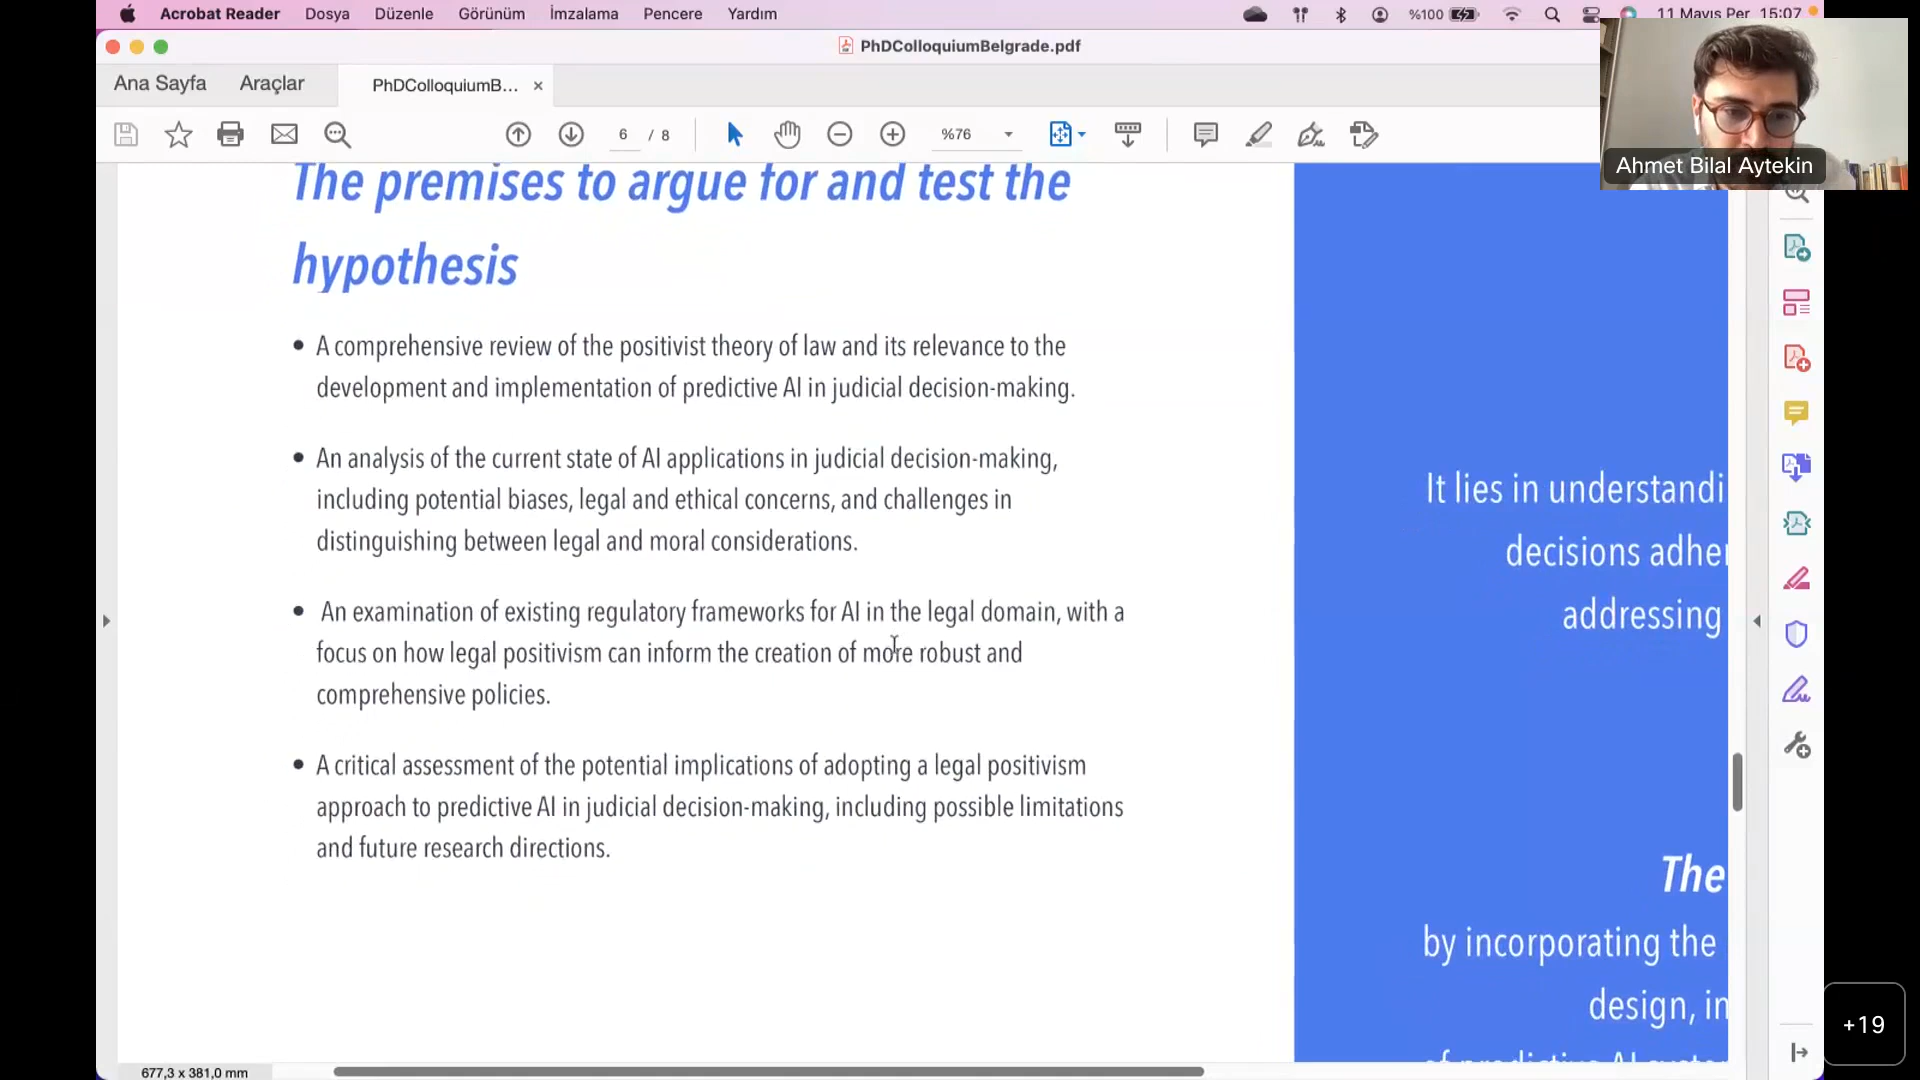 Acrobat Reader Dosya Düzenle Görünüm İmzalama Pencere Yardım %100 11 Mayıs Per 15:07
PhDColloquiumBelgrade.pdf
Ana Sayfa Araçlar PhDColloquiumB... ×
6 / 8 %76
Ahmet Bilal Aytekin
The premises to argue for and test the
hypothesis
• A comprehensive review of the positivist theory of law and its relevance to the
development and implementation of predictive AI in judicial decision-making.
• An analysis of the current state of AI applications in judicial decision-making,
including potential biases, legal and ethical concerns, and challenges in
distinguishing between legal and moral considerations.
• An examination of existing regulatory frameworks for AI in the legal domain, with a
focus on how legal positivism can inform the creation of more robust and
comprehensive policies.
• A critical assessment of the potential implications of adopting a legal positivism
approach to predictive AI in judicial decision-making, including possible limitations
and future research directions.
It lies in understandi
decisions adher
addressing
The
by incorporating the
design, in
of predictive AI
+19
677,3 x 381,0 mm